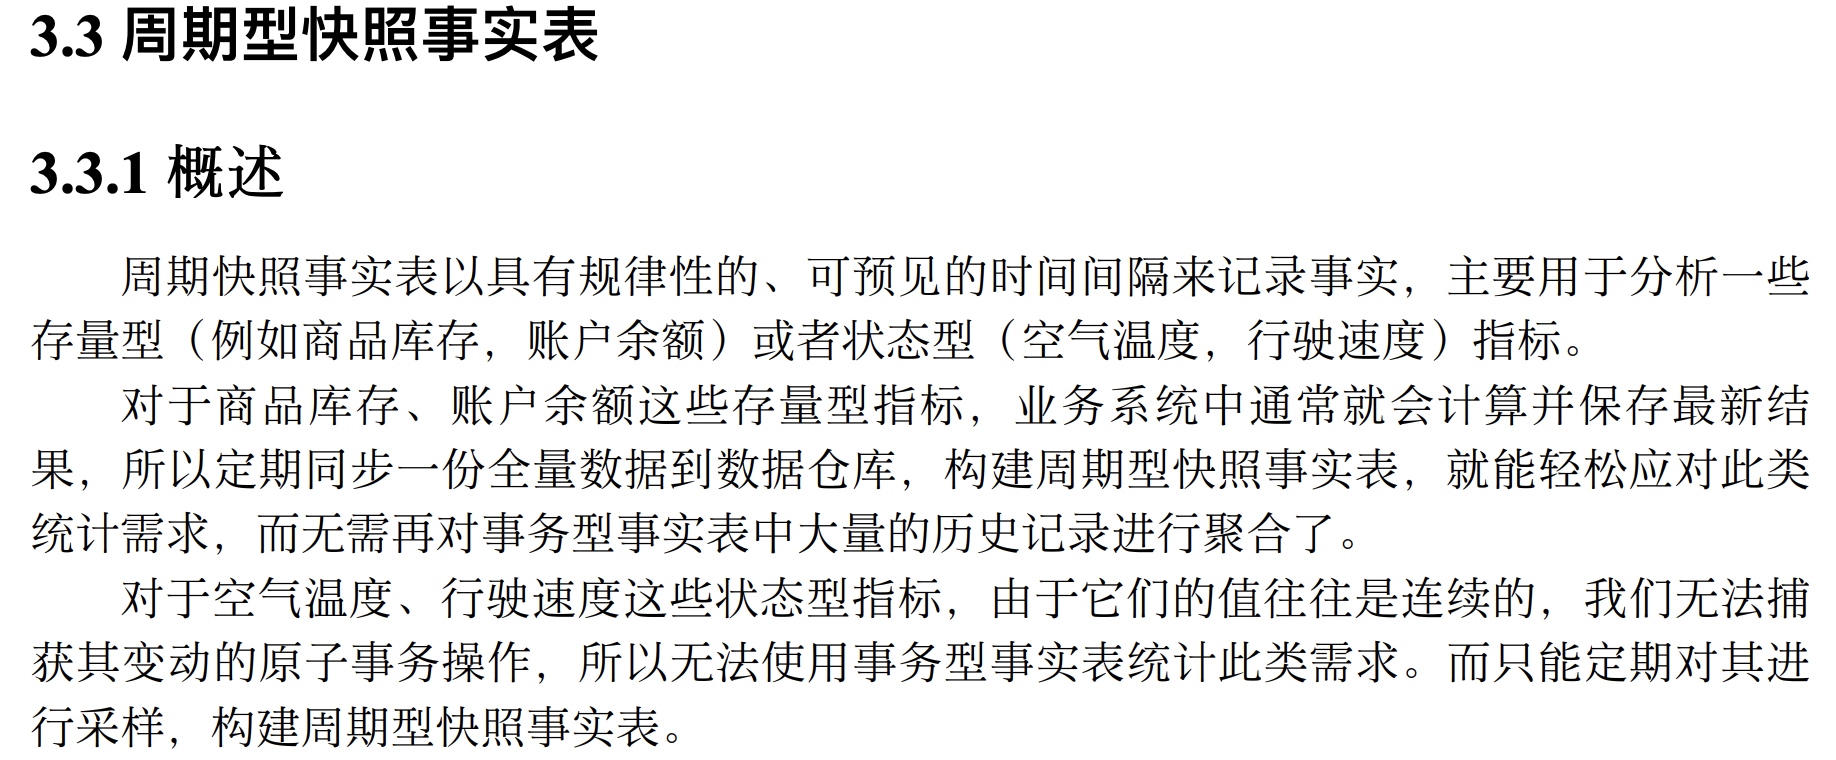 3.3 周期型快照事实表
3.3.1 概述
周期快照事实表以具有规律性的、可预见的时间间隔来记录事实，主要用于分析一些
存量型（例如商品库存，账户余额）或者状态型（空气温度，行驶速度）指标。
对于商品库存、账户余额这些存量型指标，业务系统中通常就会计算并保存最新结
果，所以定期同步一份全量数据到数据仓库，构建周期型快照事实表，就能轻松应对此类
统计需求，而无需再对事务型事实表中大量的历史记录进行聚合了。
对于空气温度、行驶速度这些状态型指标，由于它们的值往往是连续的，我们无法捕
获其变动的原子事务操作，所以无法使用事务型事实表统计此类需求。而只能定期对其进
行采样，构建周期型快照事实表。